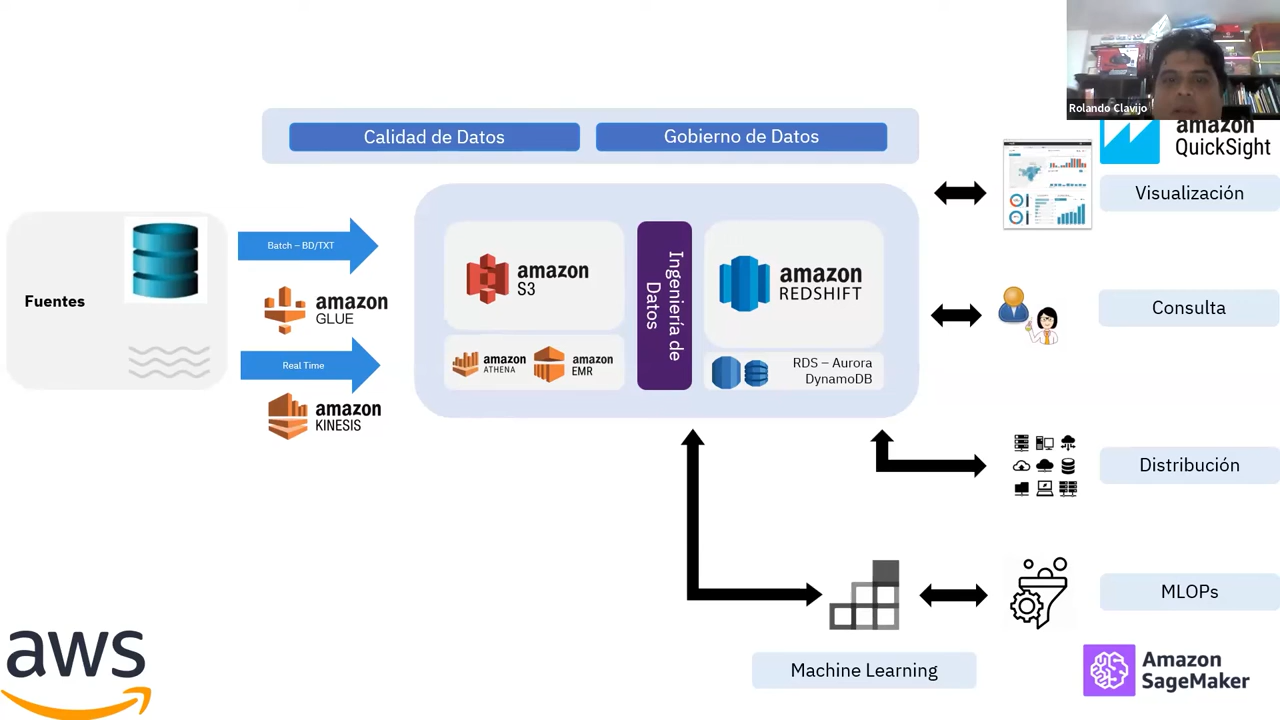 Rolando Clavijo
amazon
QuickSight
Calidad de Datos
Gobierno de Datos
Visualización
Fuentes
Batch – BD/TXT
amazon
GLUE
Real Time
amazon
KINESIS
amazon
S3
amazon
ATHENA
amazon
EMR
Ingeniería de
Datos
amazon
REDSHIFT
RDS – Aurora
DynamoDB
Consulta
Distribución
MLOPs
Machine Learning
aws
Amazon
SageMaker